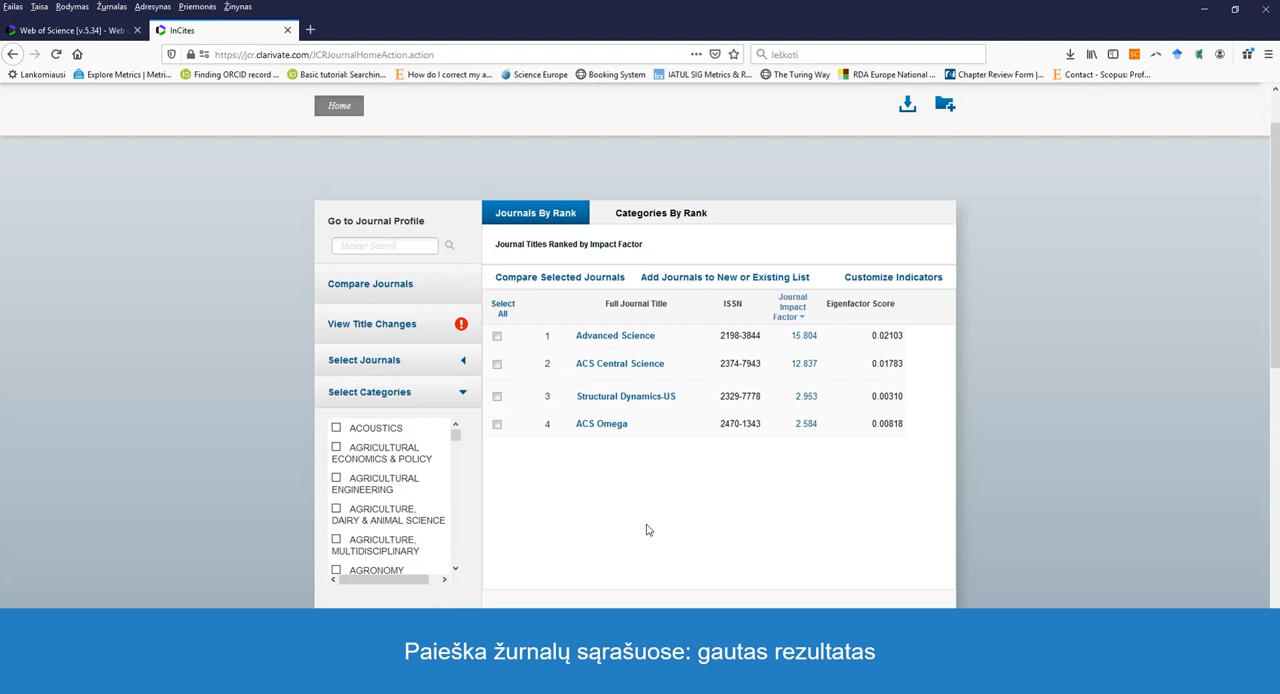 Failas Taisa Rodymas Žurnalas Adresynas Priemonės Žinynas
Web of Science [v.5.34] - Web
InCites
https://jcr.clarivate.com/JCRJournalHomeAction.action
Ieškoti
Lankomiausi Explore Metrics | Metri... Finding ORCID record ... Basic tutorial: Searchin... How do I correct my a... Science Europe Booking System IATUL SIG Metrics & R... The Turing Way RDA Europe National ... Chapter Review Form |... Contact - Scopus: Prof...
Home
Go to Journal Profile
Master Search
Compare Journals
View Title Changes
Select Journals
Select Categories
ACOUSTICS
AGRICULTURAL
ECONOMICS & POLICY
AGRICULTURAL
ENGINEERING
AGRICULTURE,
DAIRY & ANIMAL SCIENCE
AGRICULTURE,
MULTIDISCIPLINARY
AGRONOMY
Journals By Rank Categories By Rank
Journal Titles Ranked by Impact Factor
Compare Selected Journals Add Journals to New or Existing List Customize Indicators
Select
All
Full Journal Title
ISSN
Journal
Impact
Factor
Eigenfactor Score
1 Advanced Science 2198-3844 15.804 0.02103
2 ACS Central Science 2374-7943 12.837 0.01783
3 Structural Dynamics-US 2329-7778 2.953 0.00310
4 ACS Omega 2470-1343 2.584 0.00818
Paieška žurnalų sąrašuose: gautas rezultatas